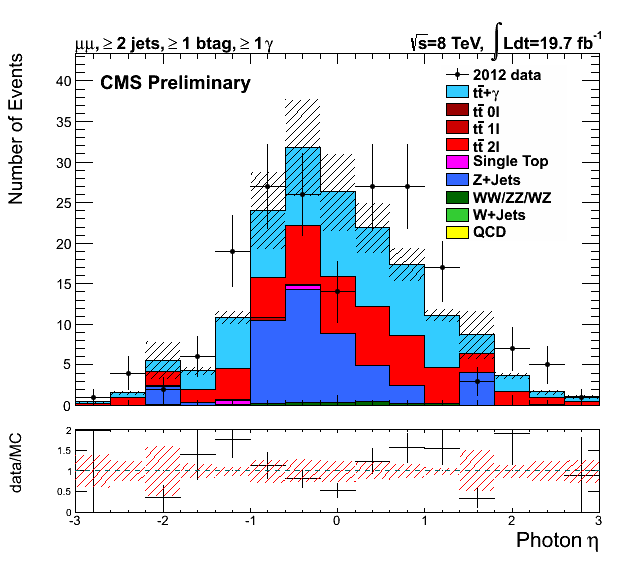 μμ, ≥ 2 jets, ≥ 1 btag, ≥ 1 γ
√s=8 TeV, ∫ Ldt=19.7 fb⁻¹
CMS Preliminary
Number of Events
40
35
30
25
20
15
10
5
0
2012 data
tt̄+γ
tt̄ 0l
tt̄ 1l
tt̄ 2l
Single Top
Z+Jets
WW/ZZ/WZ
W+Jets
QCD
data/MC
2
1.5
1
0.5
0
-3 -2 -1 0 1 2 3
Photon η